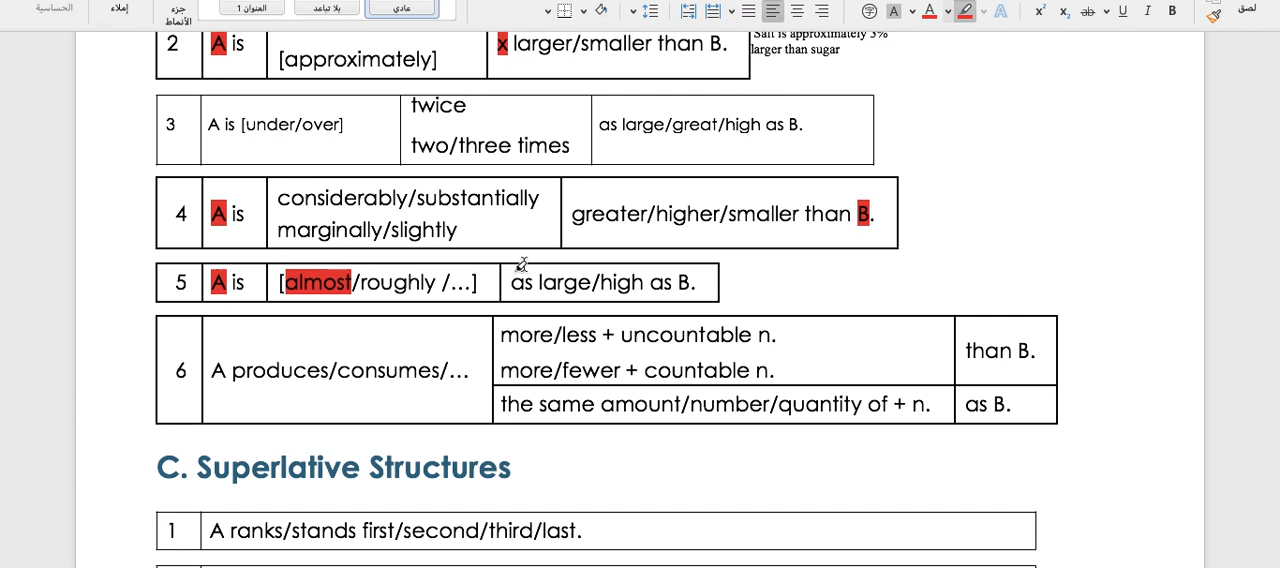 الحساسية
إملاء
جزء
الأنماط
العنوان 1
بلا تباعد
عادي
A A x² x₂ ab U I B
لصق
2 A is [approximately] x larger/smaller than B.
Salt is approximately 5%
larger than sugar
3 A is [under/over] twice as large/great/high as B.
two/three times
4 A is considerably/substantially greater/higher/smaller than B.
marginally/slightly
5 A is [almost/roughly /...] as large/high as B.
6 A produces/consumes/... more/less + uncountable n. than B.
more/fewer + countable n.
the same amount/number/quantity of + n. as B.
C. Superlative Structures
1 A ranks/stands first/second/third/last.